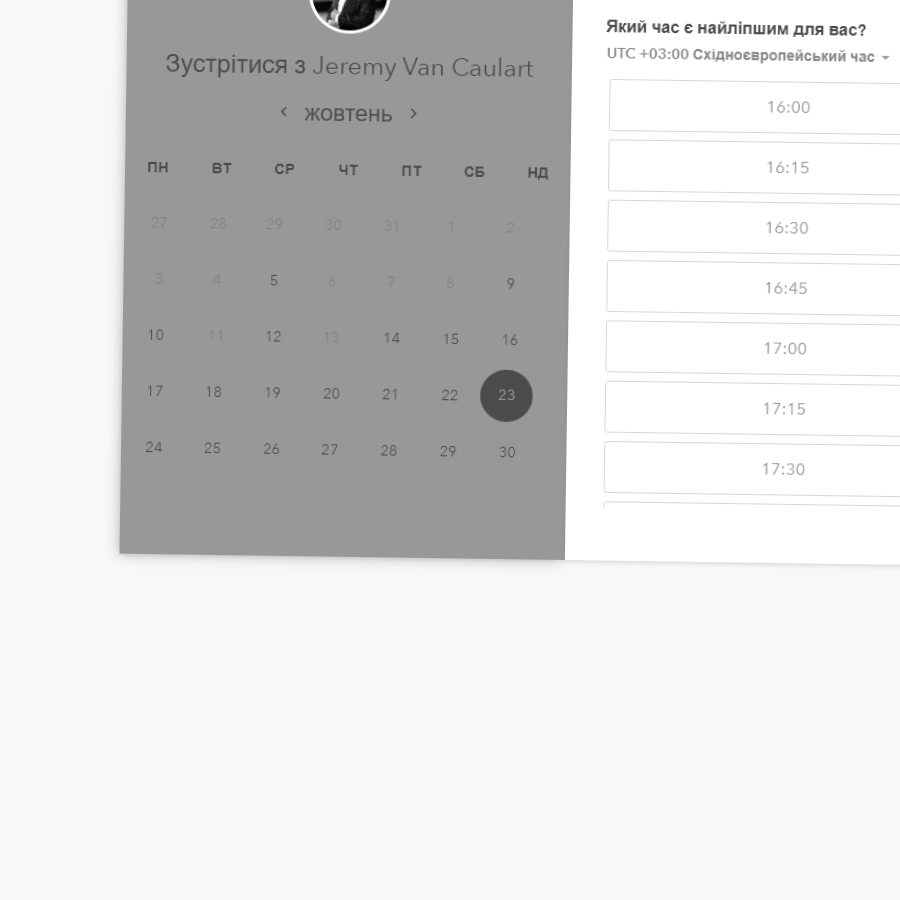 Зустрітися з Jeremy Van Caulart
жовтень
ПН ВТ СР ЧТ ПТ СБ НД
27 28 29 30 31 1 2
3 4 5 6 7 8 9
10 11 12 13 14 15 16
17 18 19 20 21 22 23
24 25 26 27 28 29 30
Який час є найліпшим для вас?
UTC +03:00 Східноєвропейський час
16:00
16:15
16:30
16:45
17:00
17:15
17:30